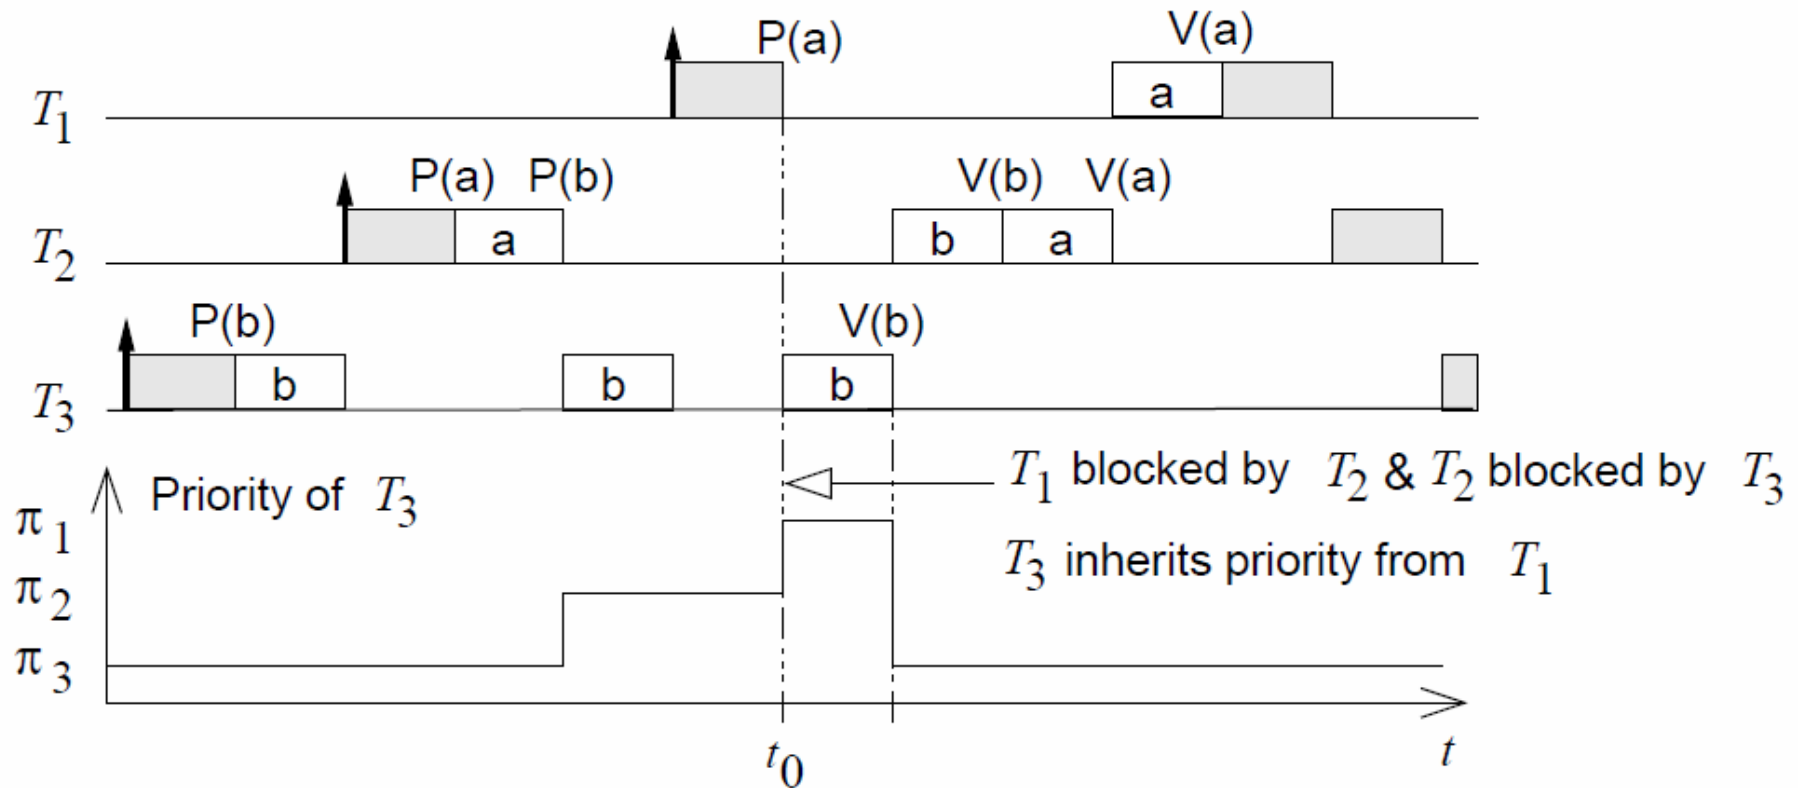 P(a) V(a)
a
T1
P(a) P(b) V(b) V(a)
a b a
T2
P(b) V(b)
b b b
T3
Priority of T3
T1 blocked by T2 & T2 blocked by T3
π1
T3 inherits priority from T1
π2
π3
t0 t